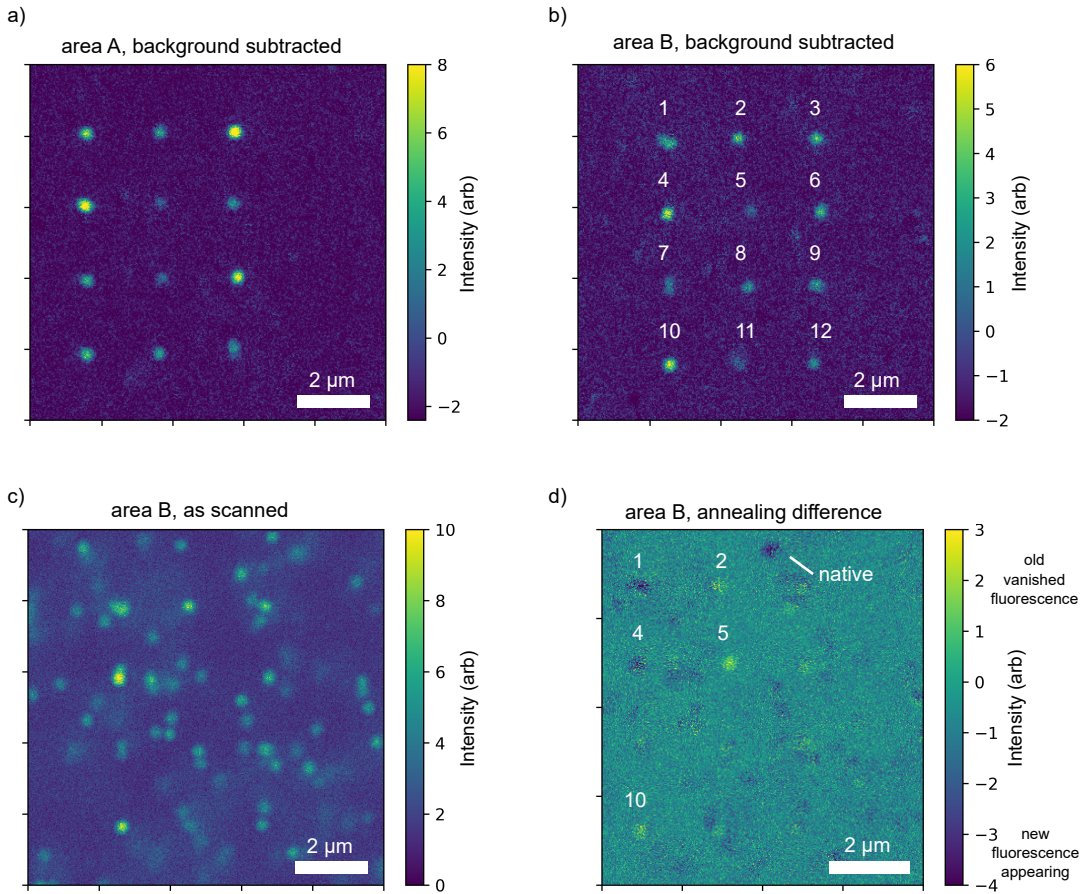 a)
area A, background subtracted
8
6
4
2
0
−2
Intensity (arb)
2 µm
b)
area B, background subtracted
1 2 3
4 5 6
7 8 9
10 11 12
2 µm
6
5
4
3
2
1
0
−1
−2
Intensity (arb)
c)
area B, as scanned
2 µm
10
8
6
4
2
0
Intensity (arb)
d)
area B, annealing difference
native
1 2
4 5
10
2 µm
3
2
1
0
−1
−2
−3
−4
Intensity (arb)
old
vanished
fluorescence
new
fluorescence
appearing